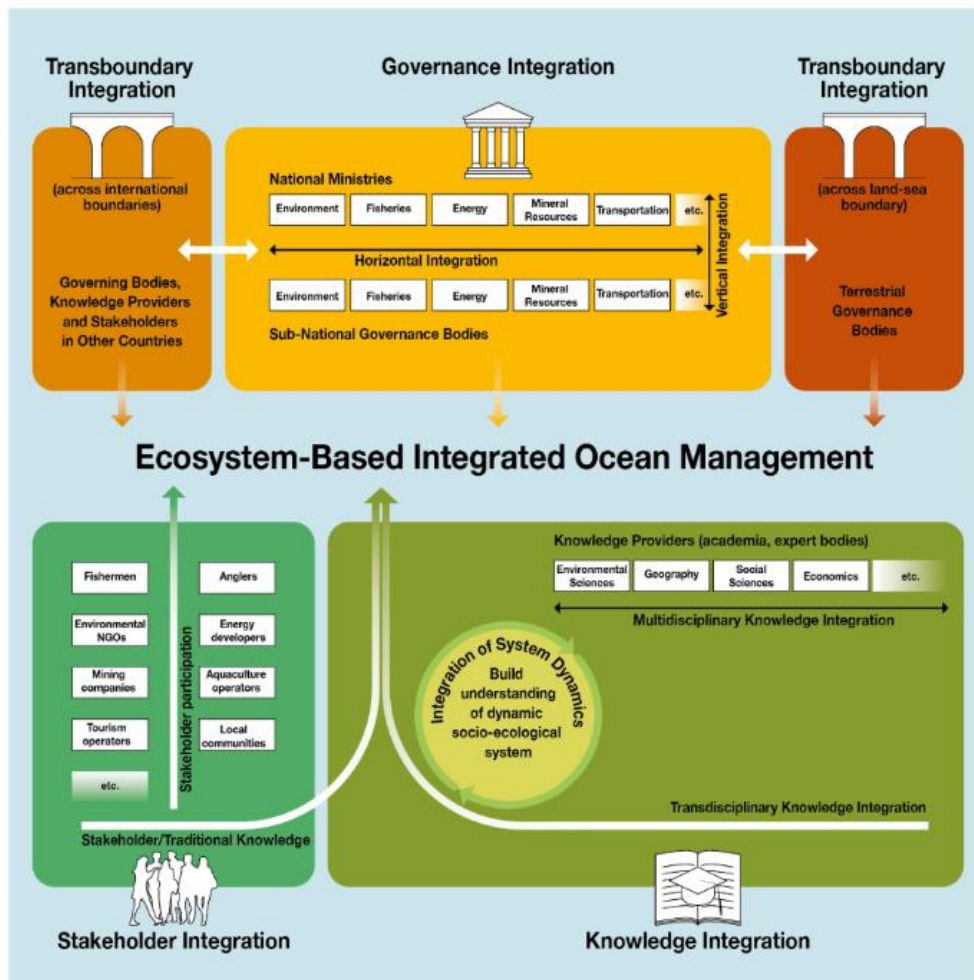 Transboundary
Integration
Governance Integration
Transboundary
Integration
(across international
boundaries)
Governing Bodies,
Knowledge Providers
and Stakeholders
in Other Countries
National Ministries
Environment
Fisheries
Energy
Mineral
Resources
Transportation
etc.
Horizontal Integration
Vertical Integration
Environment
Fisheries
Energy
Mineral
Resources
Transportation
etc.
Sub-National Governance Bodies
(across land-sea
boundary)
Terrestrial
Governance
Bodies
Ecosystem-Based Integrated Ocean Management
Fishermen
Anglers
Environmental
NGOs
Energy
developers
Mining
companies
Aquaculture
operators
Tourism
operators
Local
communities
etc.
Stakeholder participation
Stakeholder/Traditional Knowledge
Stakeholder Integration
Knowledge Providers (academia, expert bodies)
Environmental
Sciences
Geography
Social
Sciences
Economics
etc.
Multidisciplinary Knowledge Integration
Integration of System Dynamics
Build
understanding
of dynamic
socio-ecological
system
Transdisciplinary Knowledge Integration
Knowledge Integration